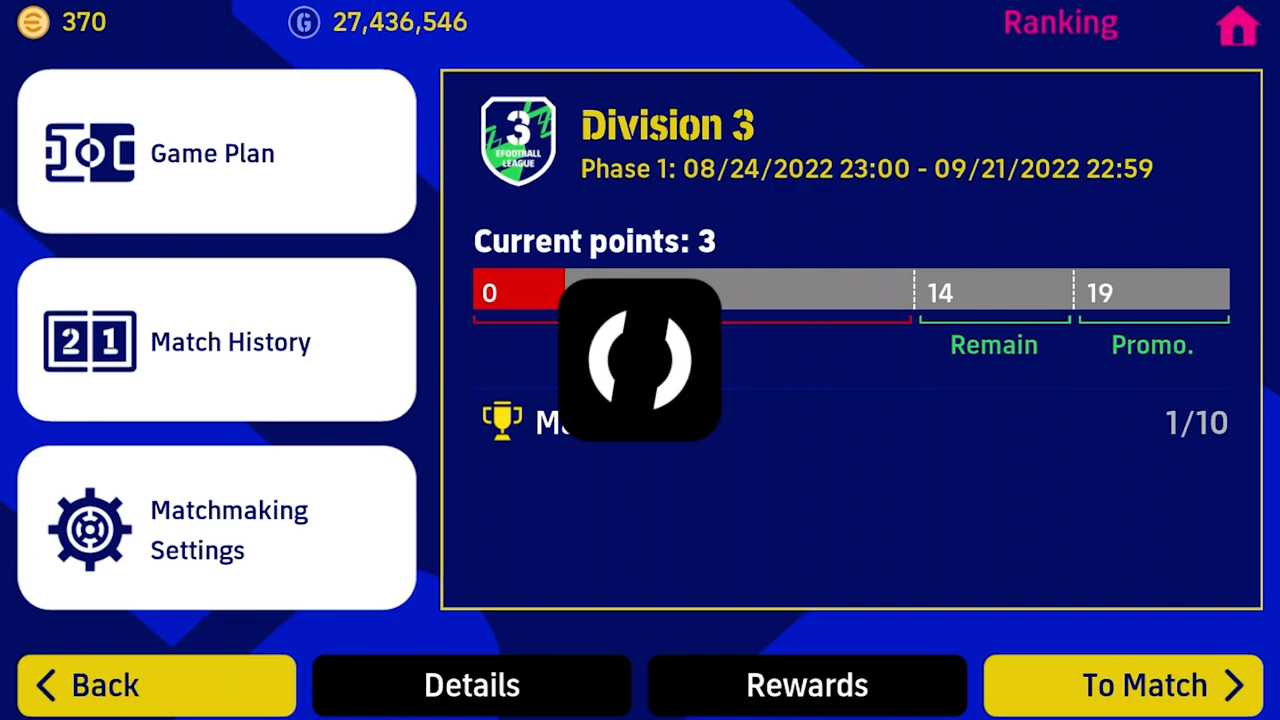 370
27,436,546
Ranking
Game Plan
3
EFOOTBALL
LEAGUE
Division 3
Phase 1: 08/24/2022 23:00 - 09/21/2022 22:59
Current points: 3
0
14
19
Remain
Promo.
2 1
Match History
1/10
Matchmaking
Settings
Back
Details
Rewards
To Match